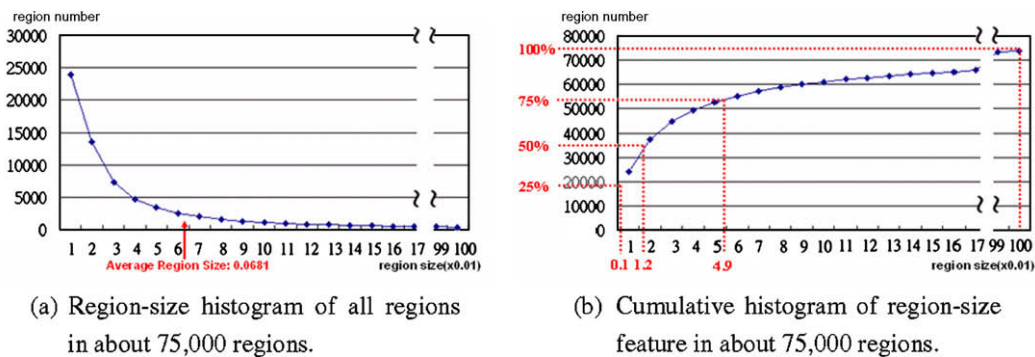 region number
30000
25000
20000
15000
10000
5000
0
1 2 3 4 5 6 7 8 9 10 11 12 13 14 15 16 17 99 100
Average Region Size: 0.0681
region size(x0.01)
(a) Region-size histogram of all regions
in about 75,000 regions.
region number
80000
100%
70000
60000
75%
50000
40000
50%
30000
25%
20000
10000
0
1 2 3 4 5 6 7 8 9 10 11 12 13 14 15 16 17 99 100
0.1 1.2 4.9
region size(x0.01)
(b) Cumulative histogram of region-size
feature in about 75,000 regions.